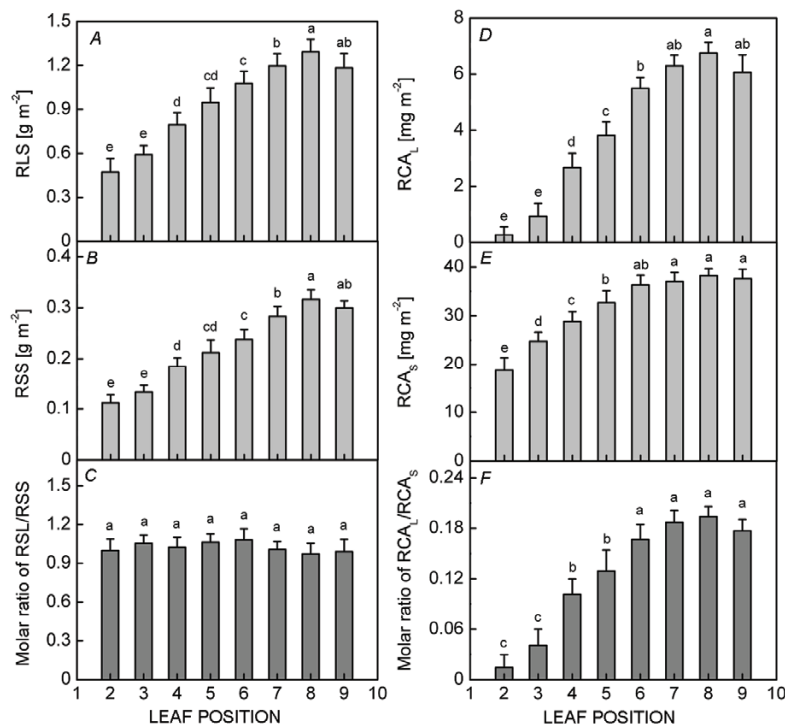 A
RLS [g m-2]
1.5
1.2
0.9
0.6
0.3
0
e e d cd c b a ab
B
RSS [g m-2]
0.4
0.3
0.2
0.1
0
e e d cd c b a ab
C
Molar ratio of RSL/RSS
1.5
1.2
0.9
0.6
0.3
0
a a a a a a a a
1 2 3 4 5 6 7 8 9 10
LEAF POSITION
D
RCAL [mg m-2]
8
6
4
2
0
e e d c b ab a ab
E
RCAS [mg m-2]
40
30
20
10
0
e d c b ab a a a
F
Molar ratio of RCAL/RCAS
0.24
0.18
0.12
0.06
0
c c b b a a a a
1 2 3 4 5 6 7 8 9 10
LEAF POSITION